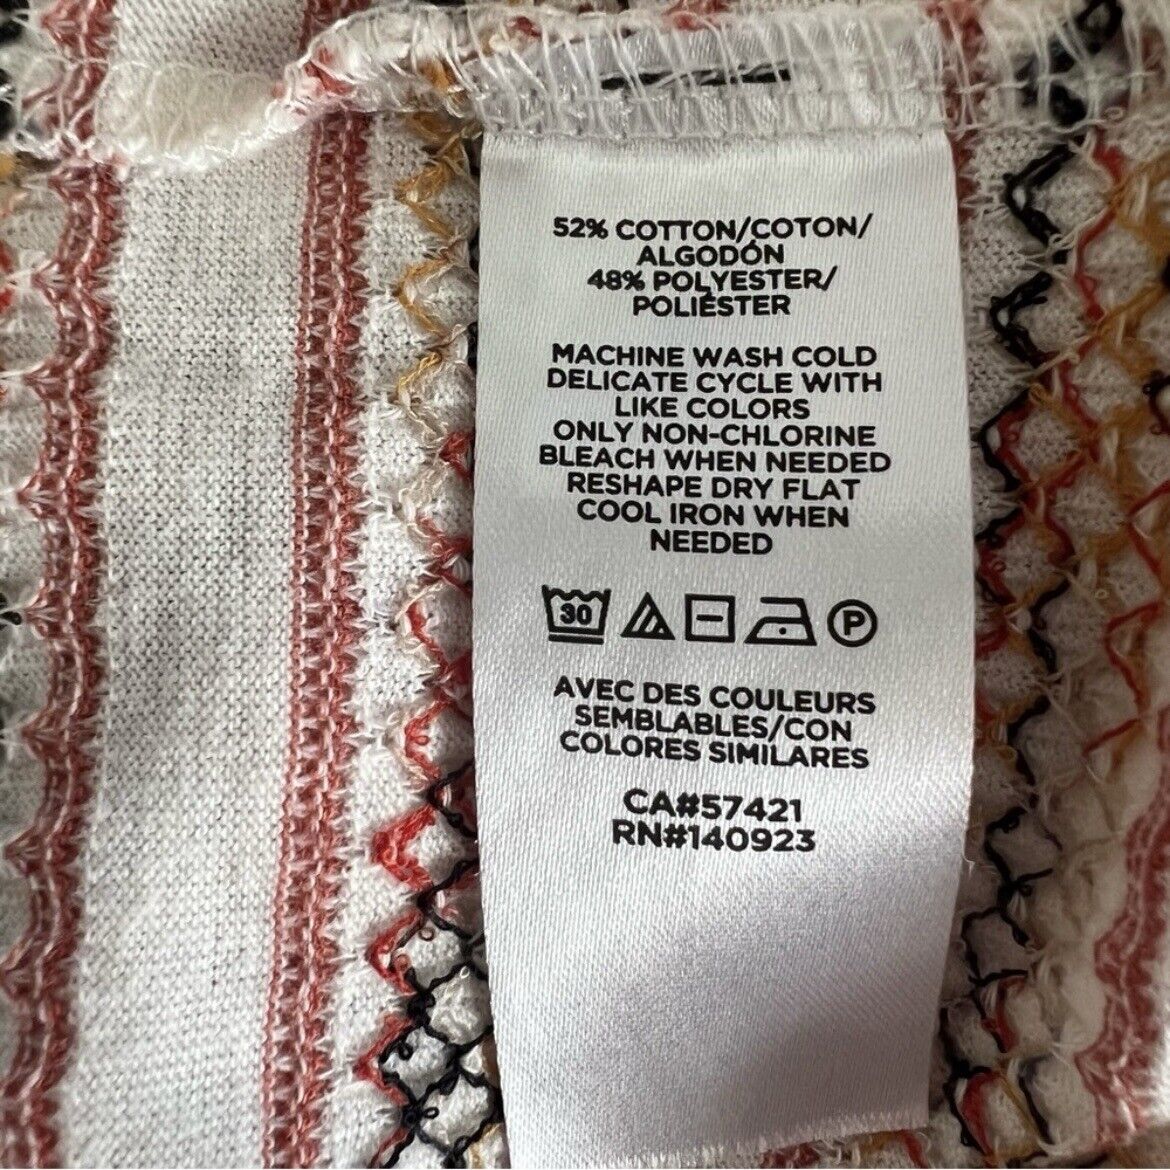 52% COTTON/COTON/
ALGODÓN
48% POLYESTER/
POLIÉSTER
MACHINE WASH COLD
DELICATE CYCLE WITH
LIKE COLORS
ONLY NON-CHLORINE
BLEACH WHEN NEEDED
RESHAPE DRY FLAT
COOL IRON WHEN
NEEDED
30 P
AVEC DES COULEURS
SEMBLABLES/CON
COLORES SIMILARES
CA#57421
RN#140923